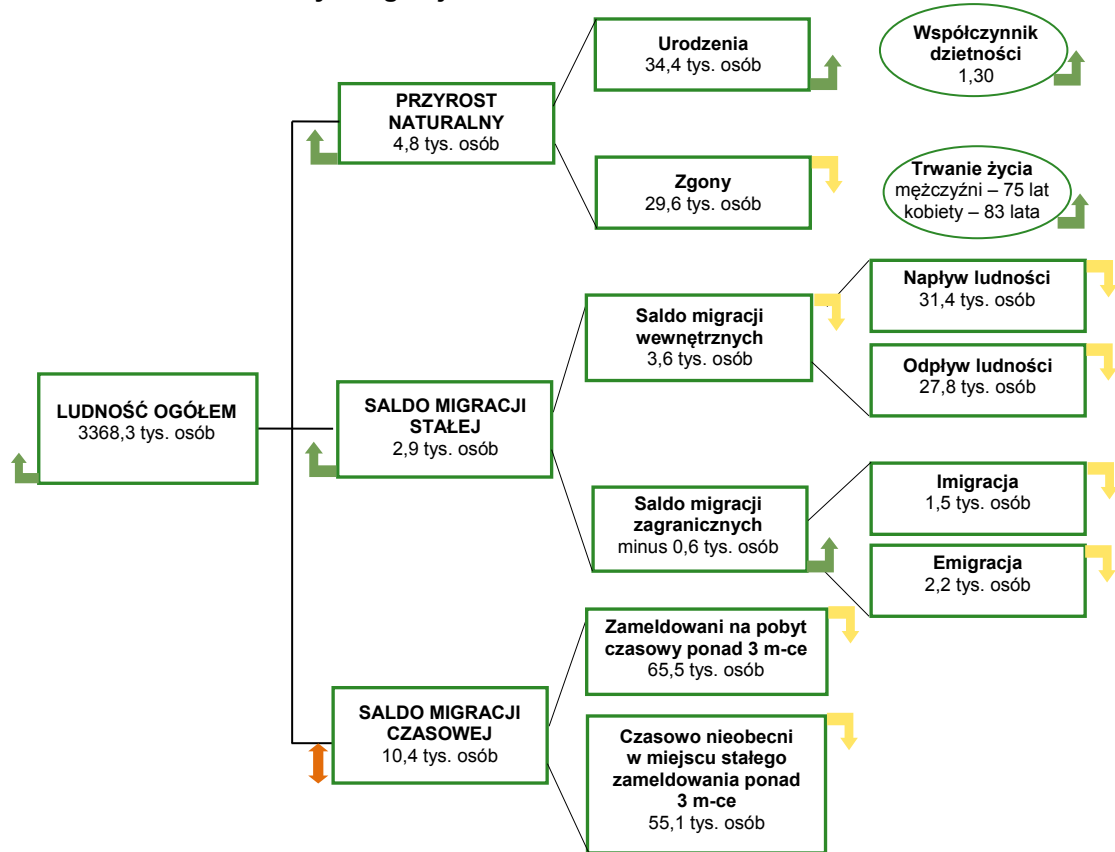 Urodzenia
34,4 tys. osób
Współczynnik
dzietności
1,30
PRZYROST
NATURALNY
4,8 tys. osób
Zgony
29,6 tys. osób
Trwanie życia
mężczyźni – 75 lat
kobiety – 83 lata
Napływ ludności
31,4 tys. osób
Saldo migracji
wewnętrznych
3,6 tys. osób
Odpływ ludności
27,8 tys. osób
LUDNOŚĆ OGÓŁEM
3368,3 tys. osób
SALDO MIGRACJI
STAŁEJ
2,9 tys. osób
Imigracja
1,5 tys. osób
Saldo migracji
zagranicznych
minus 0,6 tys. osób
Emigracja
2,2 tys. osób
Zameldowani na pobyt
czasowy ponad 3 m-ce
65,5 tys. osób
SALDO MIGRACJI
CZASOWEJ
10,4 tys. osób
Czasowo nieobecni
w miejscu stałego
zameldowania ponad
3 m-ce
55,1 tys. osób